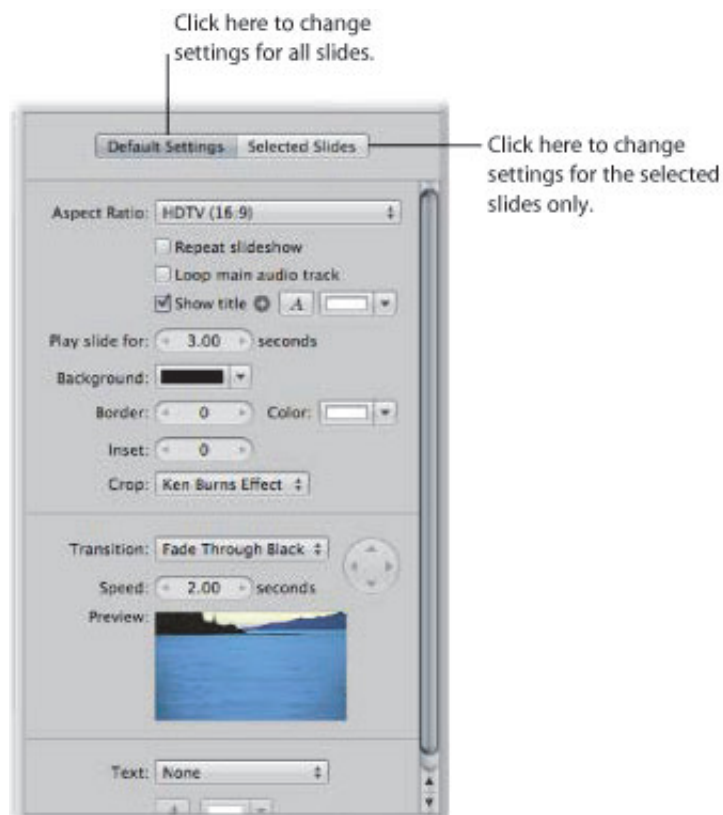 Click here to change
settings for all slides.
Default Settings Selected Slides
Click here to change
settings for the selected
slides only.
Aspect Ratio: HDTV (16:9)
Repeat slideshow
Loop main audio track
Show title A
Play slide for: 3.00 seconds
Background:
Border: 0 Color:
Inset: 0
Crop: Ken Burns Effect
Transition: Fade Through Black
Speed: 2.00 seconds
Preview:
Text: None